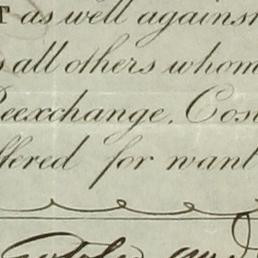 T as well against
s all others whom
Reexchange, Cos
ffered for want